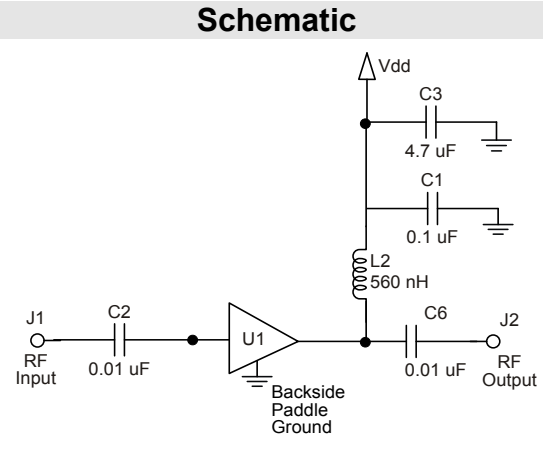 Schematic
Vdd
C3
4.7 uF
C1
0.1 uF
L2
560 nH
J1
RF
Input
C2
0.01 uF
U1
Backside
Paddle
Ground
C6
0.01 uF
J2
RF
Output